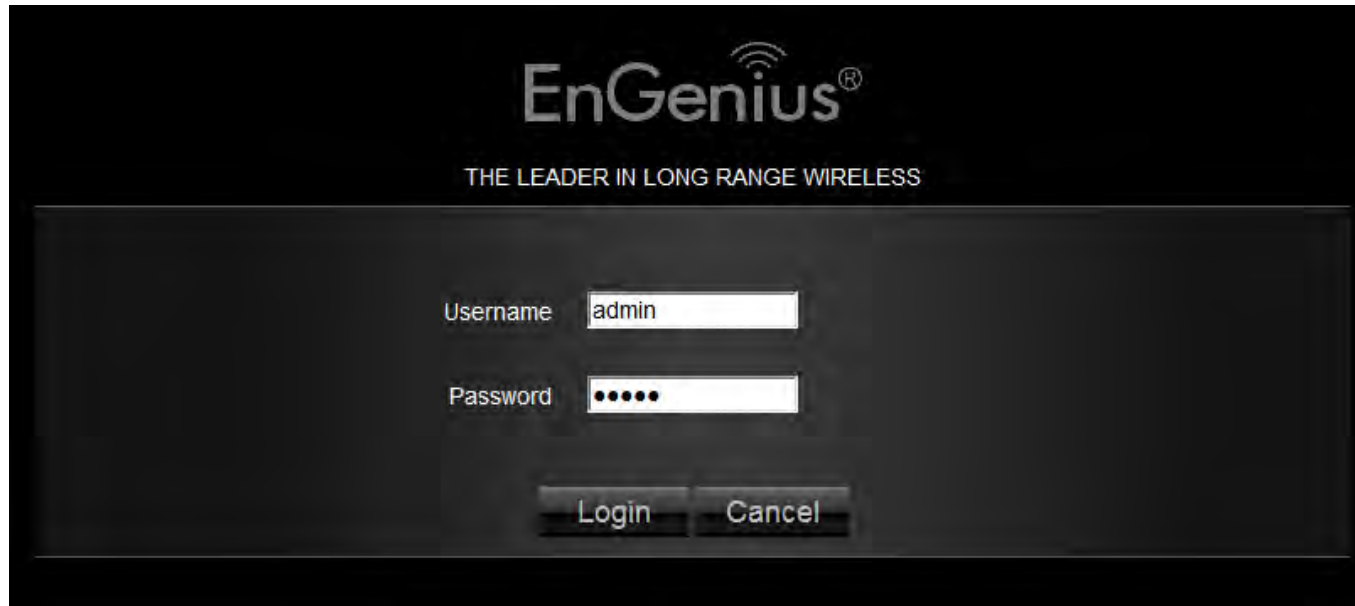 EnGenius®
THE LEADER IN LONG RANGE WIRELESS
Username admin
Password •••••
Login Cancel